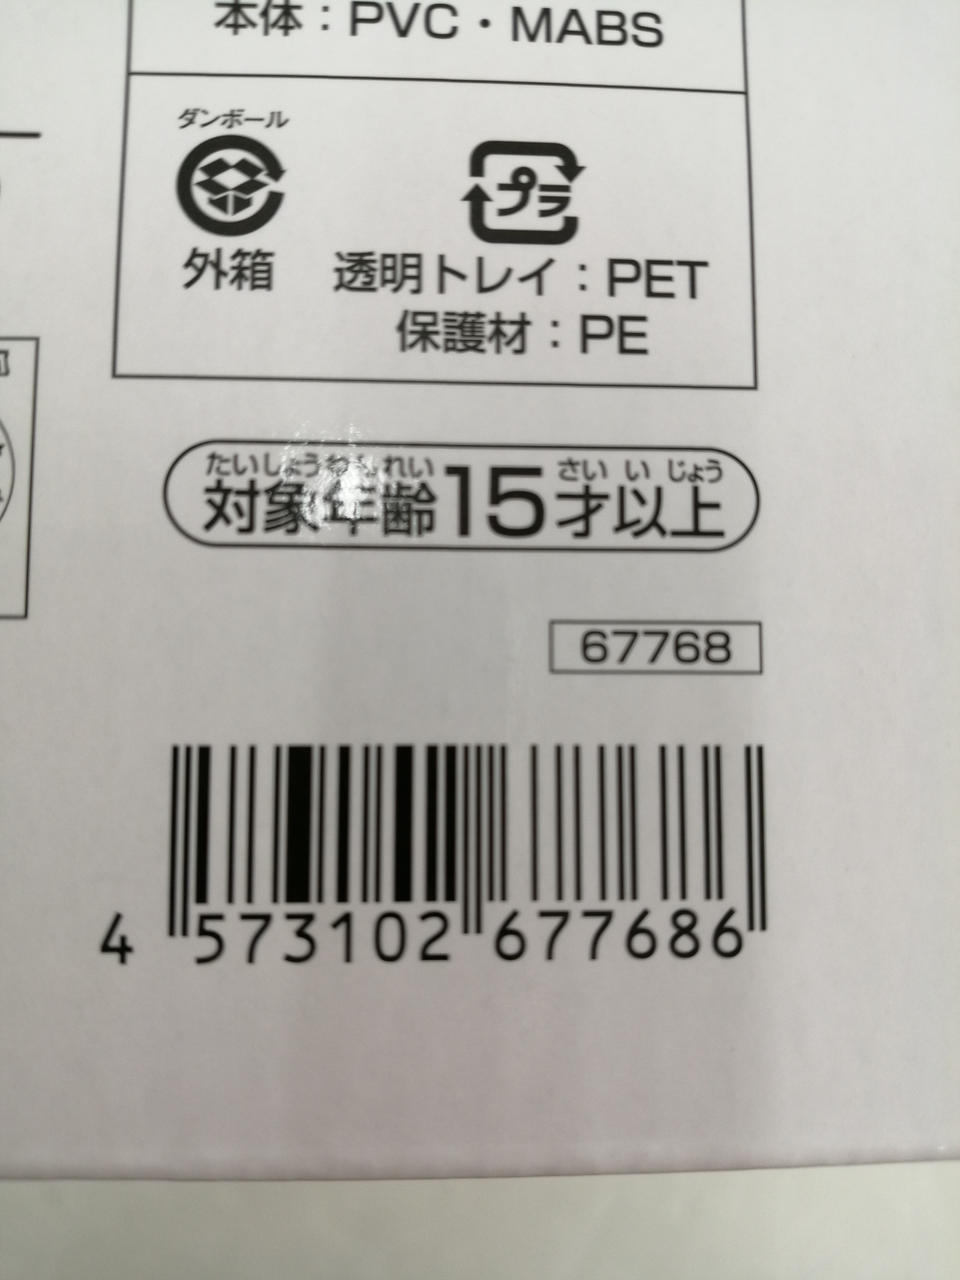 本体：PVC・MABS
ダンボール
プラ
外箱
透明トレイ：PET
保護材：PE
たいしょうねんれい さい い じょう
対象年齢15才以上
67768
4 573102 677686